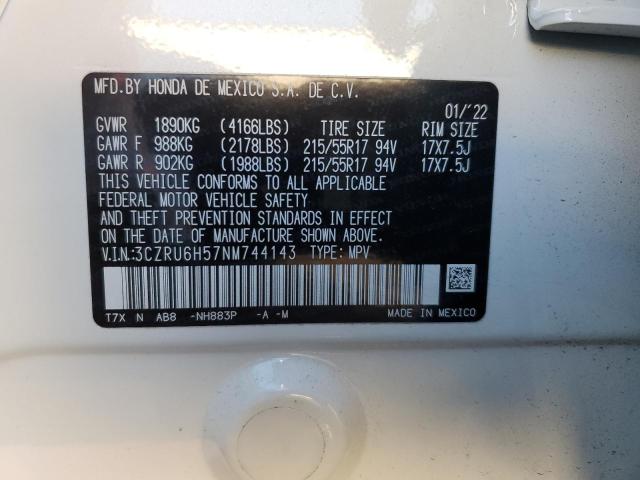 MFD.BY HONDA DE MEXICO S.A. DE C.V.
01/'22
GVWR 1890KG (4166LBS) TIRE SIZE RIM SIZE
GAWR F 988KG (2178LBS) 215/55R17 94V 17X7.5J
GAWR R 902KG (1988LBS) 215/55R17 94V 17X7.5J
THIS VEHICLE CONFORMS TO ALL APPLICABLE
FEDERAL MOTOR VEHICLE SAFETY
AND THEFT PREVENTION STANDARDS IN EFFECT
ON THE DATE OF MANUFACTURE SHOWN ABOVE.
V.I.N:3CZRU6H57NM744143 TYPE: MPV
T7X N AB8 -NH883P -A -M MADE IN MEXICO